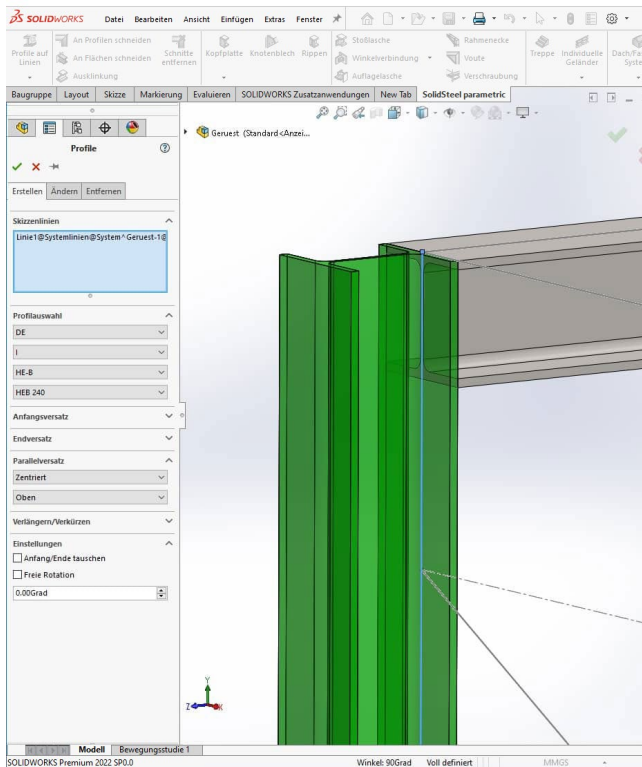 SOLIDWORKS Datei Bearbeiten Ansicht Einfügen Extras Fenster
Profile auf Linien
An Profilen schneiden
An Flächen schneiden
Ausklinkung
Schnitte entfernen
Kopfplatte Knotenblech Rippen
Stoßlasche
Winkelverbindung
Auflagelasche
Rahmenecke
Voute
Verschraubung
Treppe
Individuelle Geländer
Baugruppe Layout Skizze Markierung Evaluieren SOLIDWORKS Zusatzanwendungen New Tab SolidSteel parametric
Geruest (Standard<Anzei...
Profile
Erstellen Ändern Entfernen
Skizzenlinien
Linie1@Systemlinien@System^Geruest-1@
Profilauswahl
DE
I
HE-B
HEB 240
Anfangsversatz
Endversatz
Parallelversatz
Zentriert
Oben
Verlängern/Verkürzen
Einstellungen
Anfang/Ende tauschen
Freie Rotation
0.00Grad
Y
Z X
Modell Bewegungsstudie 1
SOLIDWORKS Premium 2022 SP0.0 Winkel: 90Grad Voll definiert MMGS